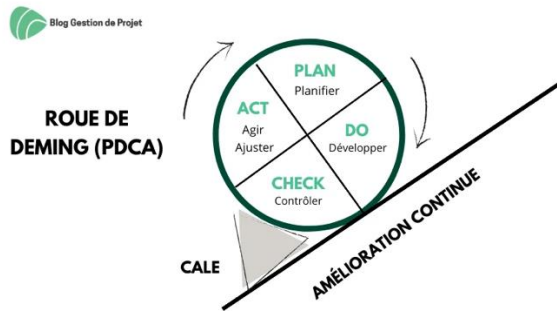 Blog Gestion de Projet
ROUE DE
DEMING (PDCA)
PLAN
Planifier
ACT
Agir
Ajuster
DO
Développer
CHECK
Contrôler
CALE
AMÉLIORATION CONTINUE